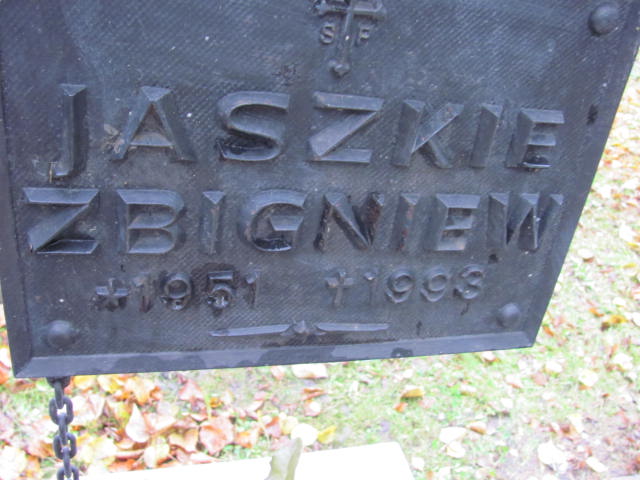 S F
JASZKIE
ZBIGNIEW
*1951 †1993